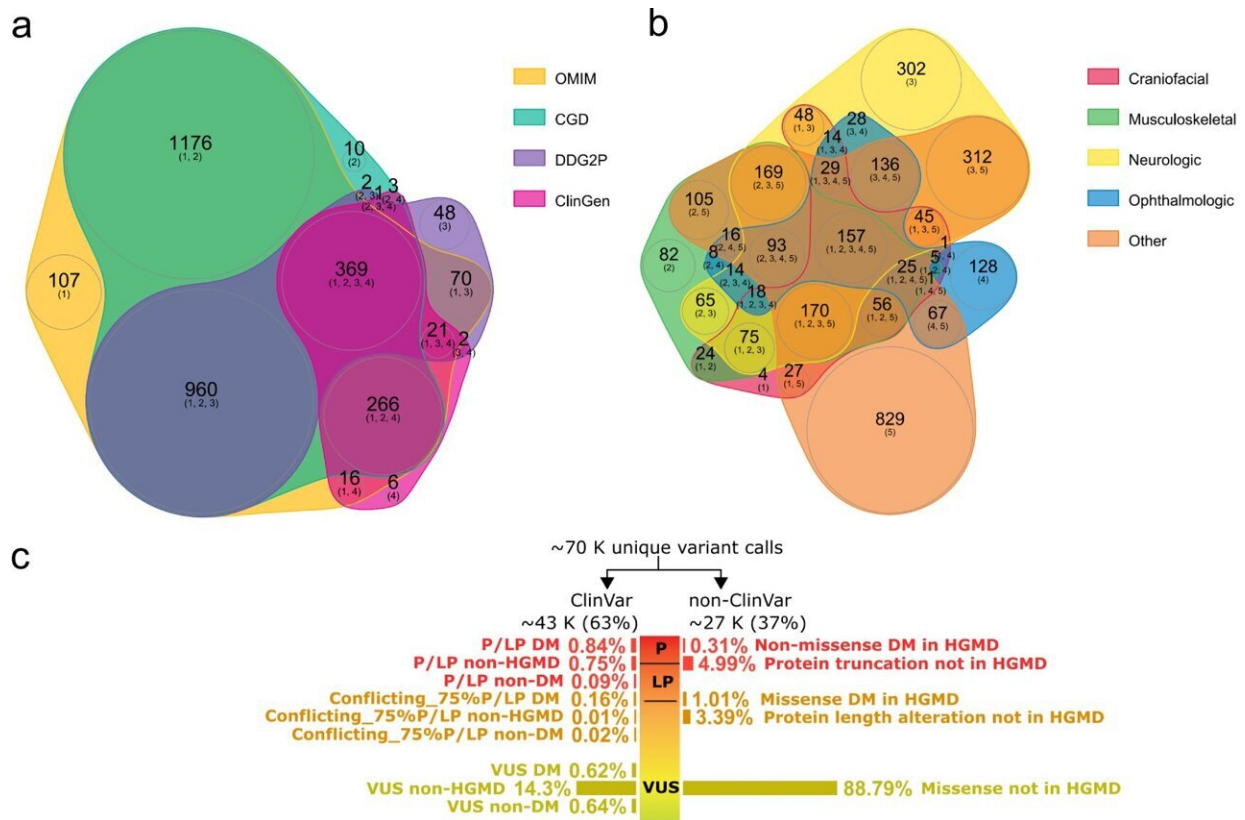 a
1176
(1, 2)
10
(2)
2
(2, 3)
1
(2, 3, 4)
3
(2, 4)
48
(3)
107
(1)
369
(1, 2, 3, 4)
70
(1, 3)
21
(1, 3, 4)
2
(3, 4)
960
(1, 2, 3)
266
(1, 2, 4)
16
(1, 4)
6
(4)
OMIM
CGD
DDG2P
ClinGen
b
302
(3)
48
(1, 3)
28
(3, 4)
14
(1, 3, 4)
29
(1, 3, 4, 5)
136
(3, 4, 5)
312
(3, 5)
169
(2, 3, 5)
105
(2, 5)
45
(1, 3, 5)
16
(2, 4, 5)
82
(2)
8
(2, 4)
93
(2, 3, 4, 5)
157
(1, 2, 3, 4, 5)
1
5
(1, 2, 4)
128
(4)
14
(2, 3, 4)
25
(1, 2, 4, 5)
1
(1, 4, 5)
18
(1, 2, 3, 4)
65
(2, 3)
170
(1, 2, 3, 5)
56
(1, 2, 5)
67
(4, 5)
75
(1, 2, 3)
24
(1, 2)
4
(1)
27
(1, 5)
829
(5)
Craniofacial
Musculoskeletal
Neurologic
Ophthalmologic
Other
c
~70 K unique variant calls
ClinVar
~43 K (63%)
non-ClinVar
~27 K (37%)
P/LP DM 0.84%
P/LP non-HGMD 0.75%
P/LP non-DM 0.09%
Conflicting_75%P/LP DM 0.16%
Conflicting_75%P/LP non-HGMD 0.01%
Conflicting_75%P/LP non-DM 0.02%
VUS DM 0.62%
VUS non-HGMD 14.3%
VUS non-DM 0.64%
P
LP
VUS
0.31% Non-missense DM in HGMD
4.99% Protein truncation not in HGMD
1.01% Missense DM in HGMD
3.39% Protein length alteration not in HGMD
88.79% Missense not in HGMD